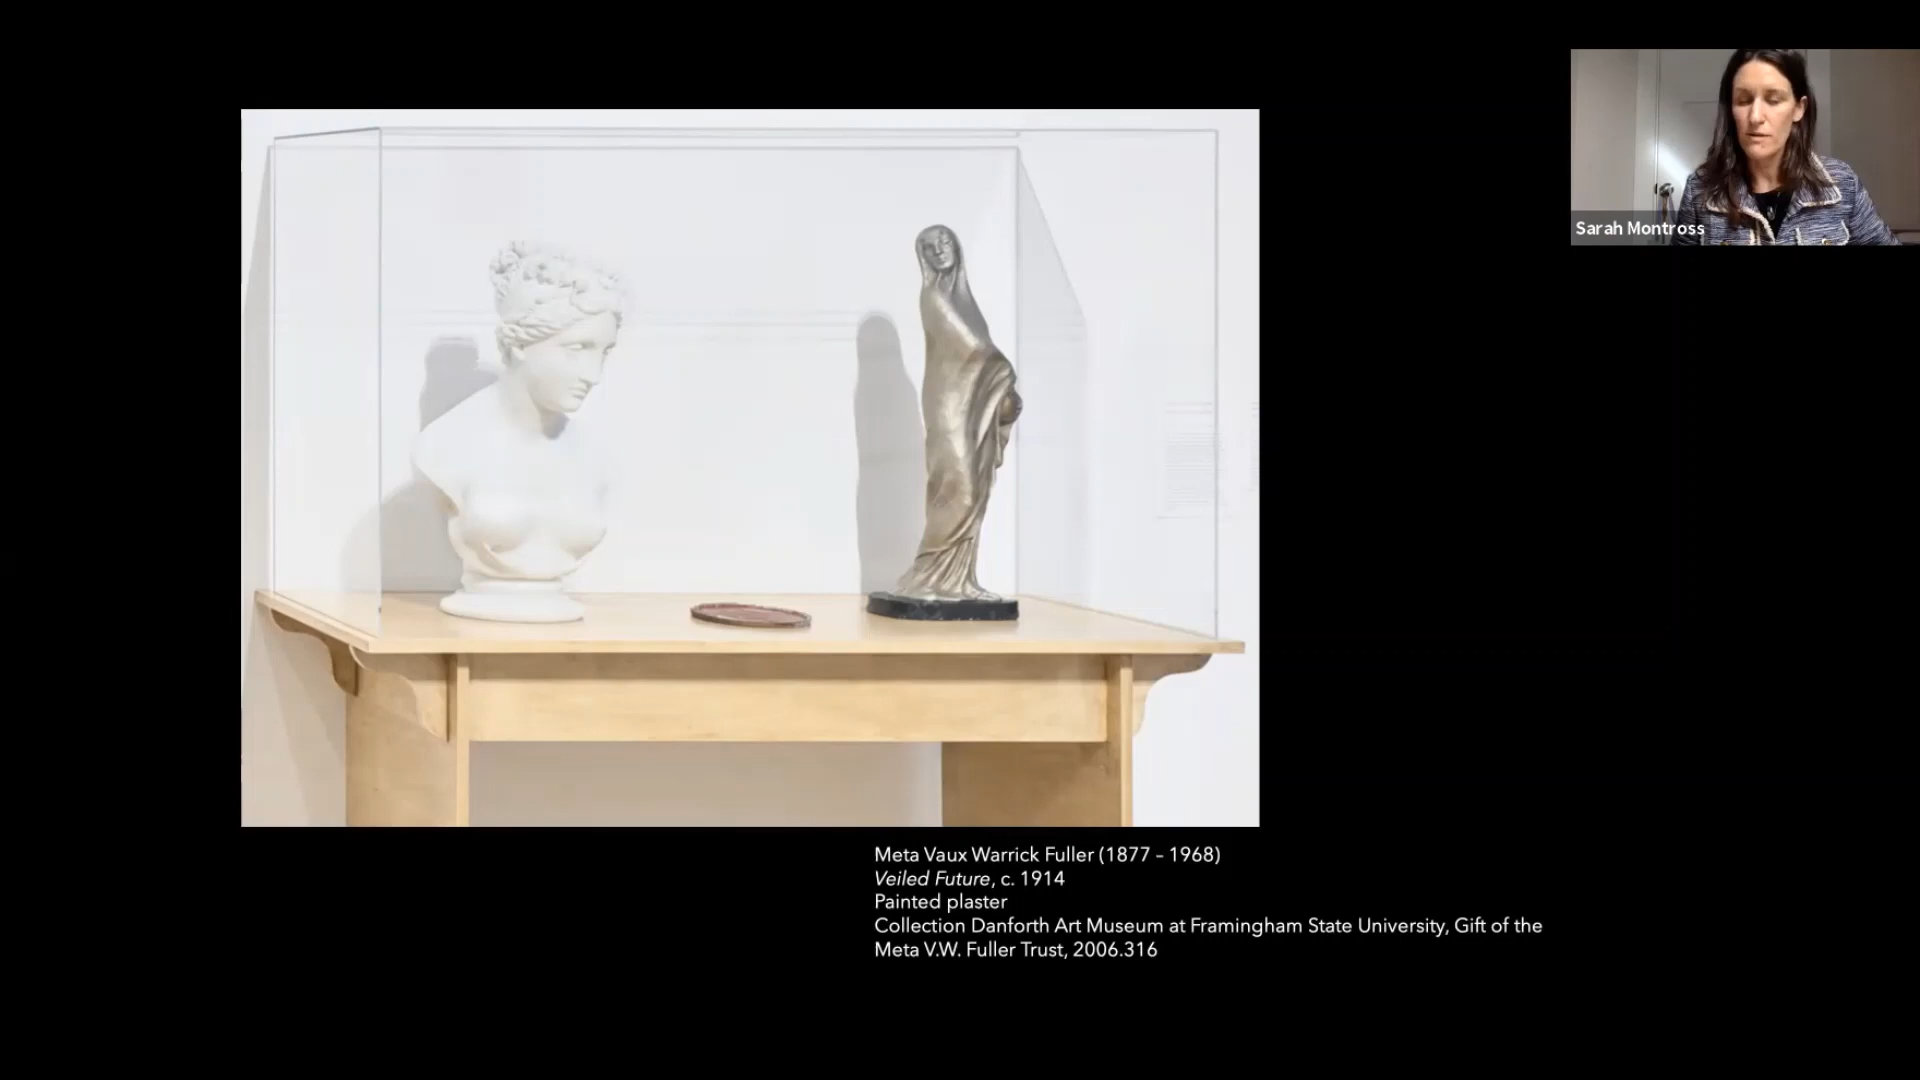 Sarah Montross
Meta Vaux Warrick Fuller (1877 – 1968)
Veiled Future, c. 1914
Painted plaster
Collection Danforth Art Museum at Framingham State University, Gift of the
Meta V.W. Fuller Trust, 2006.316